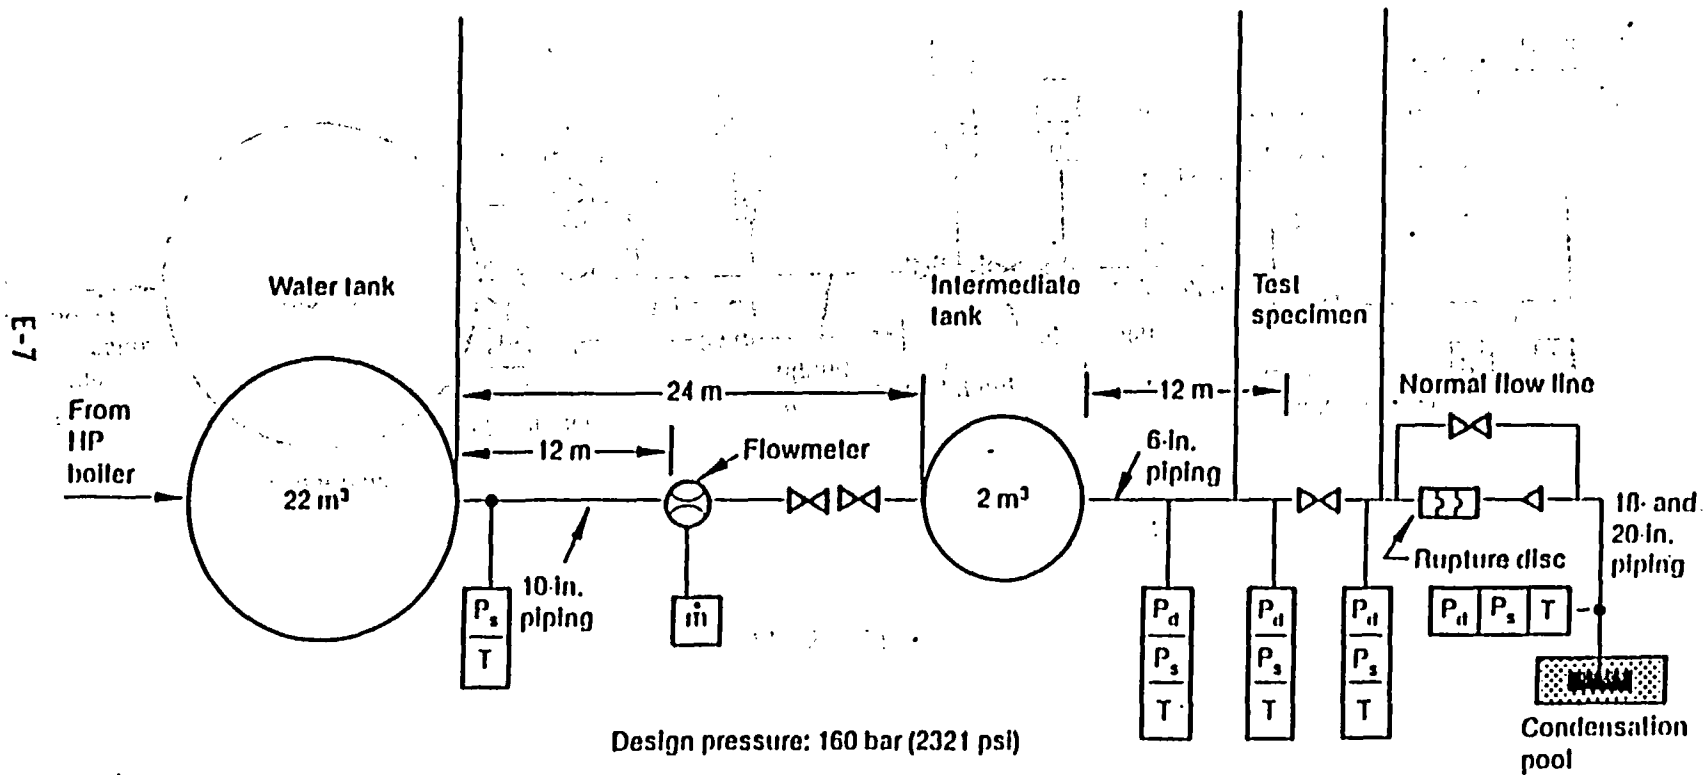 E-7
Water tank
Intermediate
tank
Test
specimen
From
HP
boiler
24 m
12 m
Normal flow line
12 m
Flowmeter
6-in.
piping
22 m³
2 m³
18- and
20-in.
piping
Rupture disc
10-in.
piping
Ps
T
ṁ
Pd
Ps
T
Pd
Ps
T
Pd
Ps
T
Pd Ps T
Condensation
pool
Design pressure: 160 bar (2321 psi)